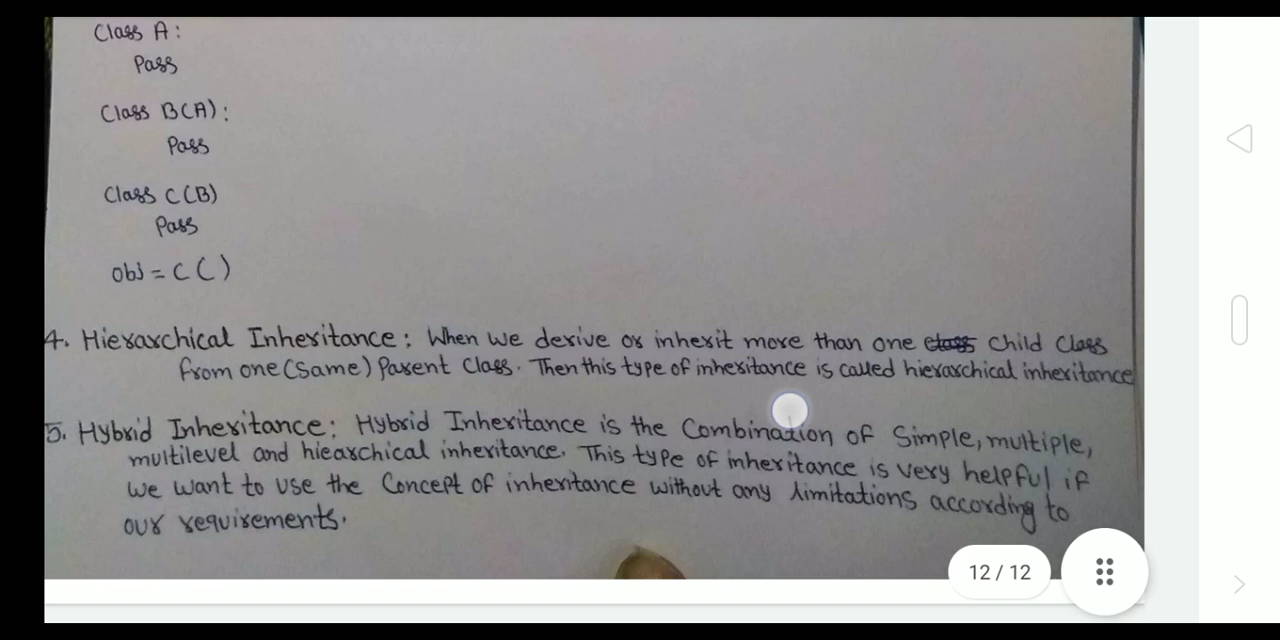 Class A:
Pass
Class B(A):
Pass
Class C(B)
Pass
obj = C( )
4. Hierarchical Inheritance: When we derive or inherit more than one class child class
from one (same) Parent Class. Then this type of inheritance is called hierarchical inheritance
5. Hybrid Inheritance: Hybrid Inheritance is the Combination of Simple, multiple,
multilevel and hiearchical inheritance. This type of inheritance is very helpful if
we want to use the Concept of inheritance without any limitations according to
our requirements.
12 / 12